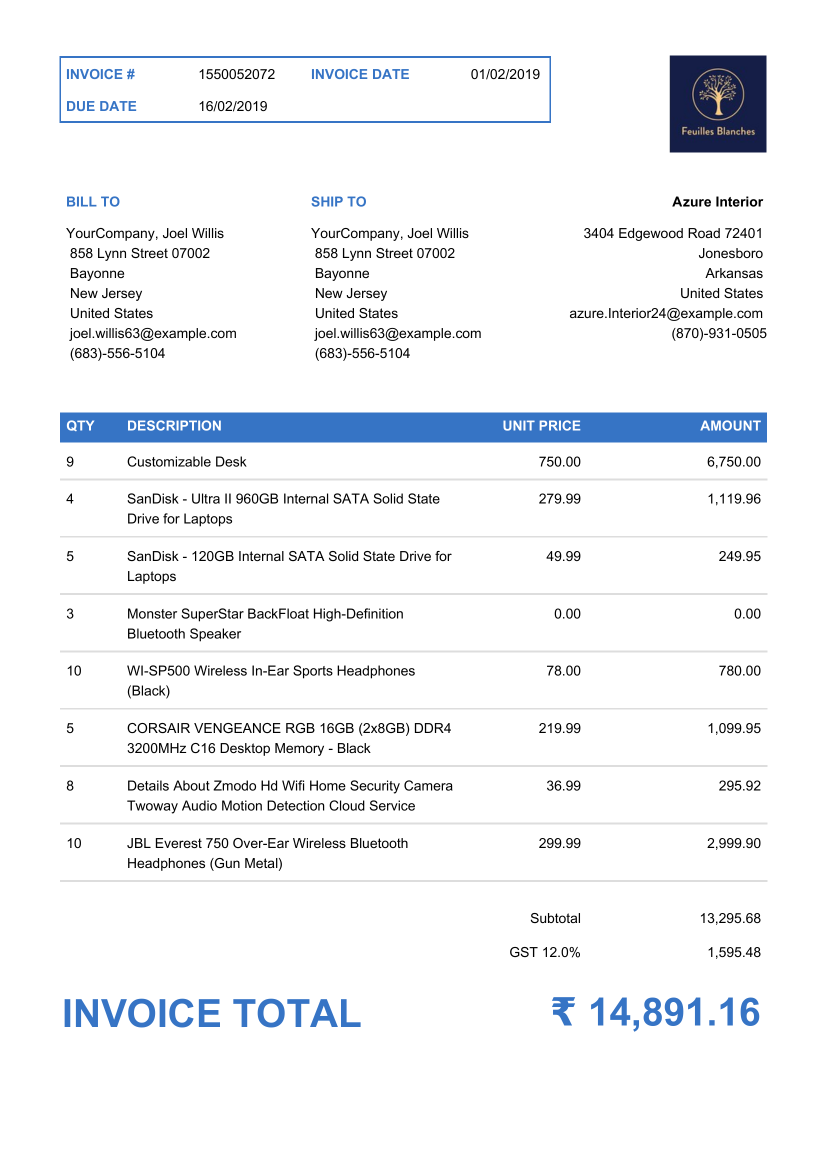 INVOICE # 1550052072 INVOICE DATE 01/02/2019
DUE DATE 16/02/2019
Feuilles Blanches
BILL TO
YourCompany, Joel Willis
858 Lynn Street 07002
Bayonne
New Jersey
United States
joel.willis63@example.com
(683)-556-5104
SHIP TO
YourCompany, Joel Willis
858 Lynn Street 07002
Bayonne
New Jersey
United States
joel.willis63@example.com
(683)-556-5104
Azure Interior
3404 Edgewood Road 72401
Jonesboro
Arkansas
United States
azure.Interior24@example.com
(870)-931-0505
QTY DESCRIPTION UNIT PRICE AMOUNT
9 Customizable Desk 750.00 6,750.00
4 SanDisk - Ultra II 960GB Internal SATA Solid State 279.99 1,119.96
Drive for Laptops
5 SanDisk - 120GB Internal SATA Solid State Drive for 49.99 249.95
Laptops
3 Monster SuperStar BackFloat High-Definition 0.00 0.00
Bluetooth Speaker
10 WI-SP500 Wireless In-Ear Sports Headphones 78.00 780.00
(Black)
5 CORSAIR VENGEANCE RGB 16GB (2x8GB) DDR4 219.99 1,099.95
3200MHz C16 Desktop Memory - Black
8 Details About Zmodo Hd Wifi Home Security Camera 36.99 295.92
Twoway Audio Motion Detection Cloud Service
10 JBL Everest 750 Over-Ear Wireless Bluetooth 299.99 2,999.90
Headphones (Gun Metal)
Subtotal 13,295.68
GST 12.0% 1,595.48
INVOICE TOTAL ₹ 14,891.16